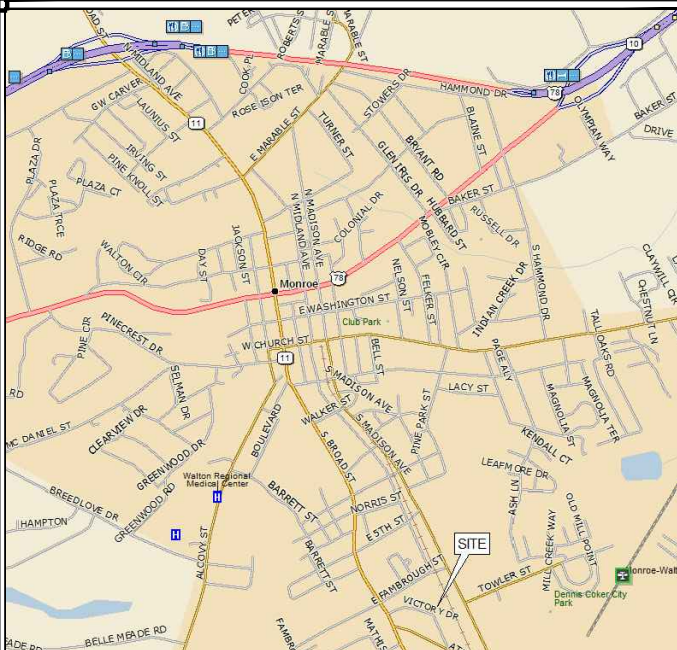 OAD ST
PETE
ROBERTS
MARABLE S
MARABLE ST
10
N MIDLAND AVE
COOK PL
STOWERS DR
HAMMOND DR
78
GW CARVER
ROSE ISON TER
LAUNIUS ST
11
E MARABLE ST
TURNER ST
BLAINE ST
OLYMPIAN WAY
BAKER ST
DRIVE
PLAZA DR
IRVING ST
PINE KNOLL ST
GLEN IRIS DR
BRYANT RD
PLAZA CT
PLAZA TRCE
N MIDLAND AVE
N MADISON AVE
COLONIAL DR
HUBBARD ST
BAKER ST
RUSSELL DR
MOBLEY CIR
RIDGE RD
WALTON CIR
DAY ST
JACKSON ST
NELSON ST
FELKER ST
INDIAN CREEK DR
S HAMMOND DR
CLAYWILL CIR
CHESTNUT LN
78
Monroe
E WASHINGTON ST
Club Park
PINE CIR
PINECREST DR
W CHURCH ST
11
BELL ST
PAGE ALY
TALL OAKS RD
SELMAN DR
S MADISON AVE
LACY ST
RD
MAGNOLIA ST
MAGNOLIA TER
MC DANIEL ST
CLEARVIEW DR
BOULEVARD
WALKER ST
S MADISON AVE
PINE PARK ST
KENDALL CT
GREENWOOD DR
S BROAD ST
LEAFMORE DR
Walton Regional
Medical Center
H
BREEDLOVE DR
GREENWOOD RD
BARRETT ST
NORRIS ST
ASH LN
HAMPTON
H
E 5TH ST
MILL CREEK WAY
OLD MILL POINT
ALCOVY ST
BARRETT ST
SITE
E FAMBROUGH ST
TOWLER ST
Monroe-Walt
Dennis Coker City
Park
VICTORY DR
EADE RD
BELLE MEADE RD
FAMBR
MATHIS
AT